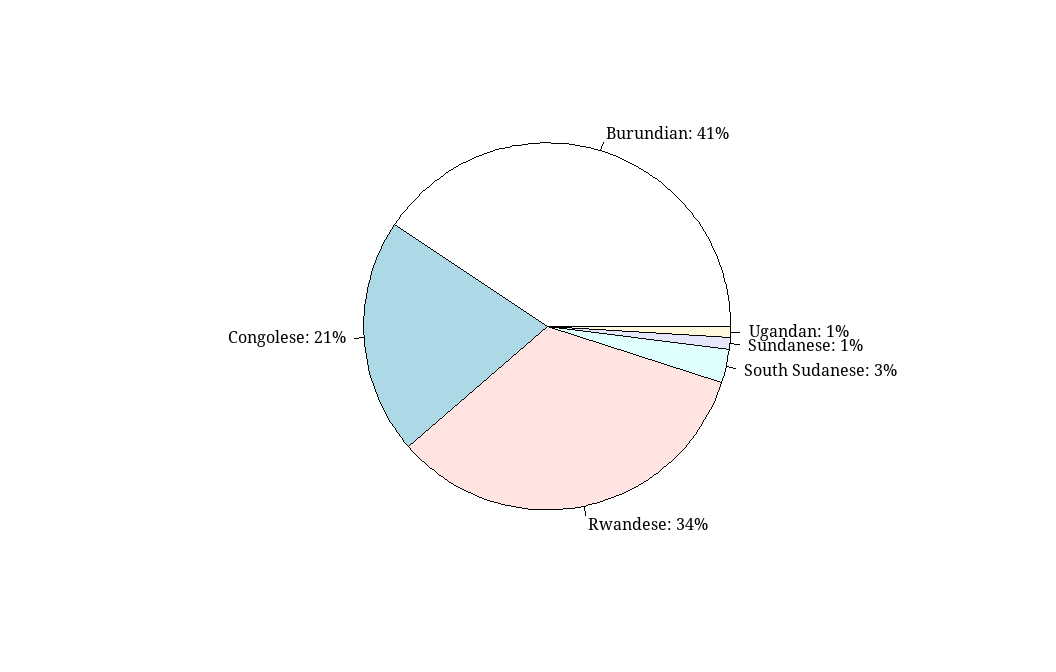 Burundian: 41%
Ugandan: 1%
Sundanese: 1%
Congolese: 21%
South Sudanese: 3%
Rwandese: 34%